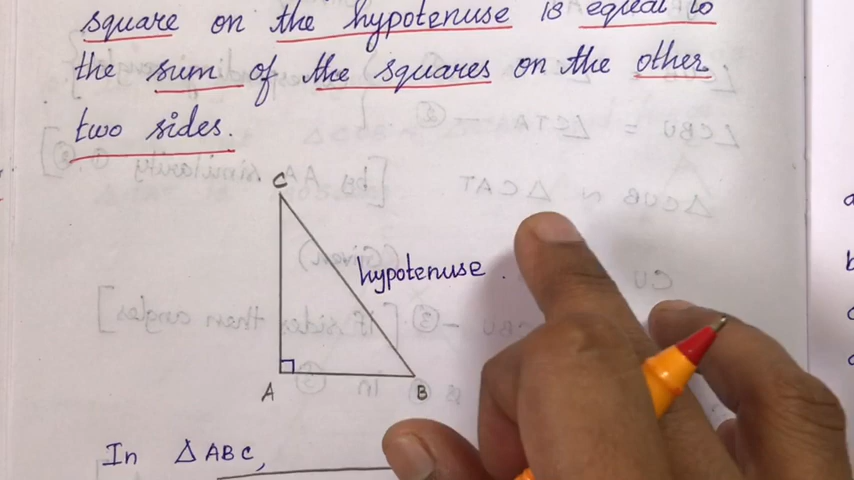 square on the hypotenuse is equal to
the sum of the squares on the other
two sides.
C
hypotenuse
A
B
In Δ ABC,